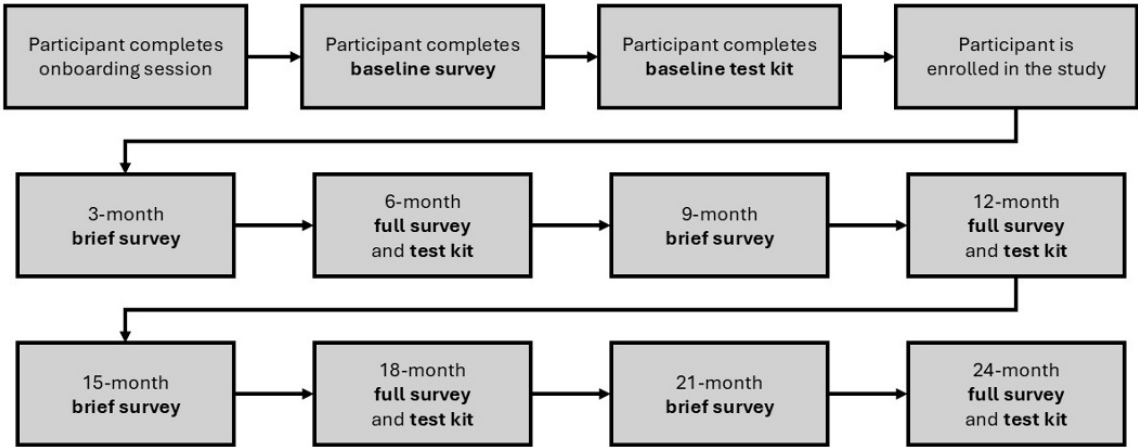 Participant completes
onboarding session
Participant completes
baseline survey
Participant completes
baseline test kit
Participant is
enrolled in the study
3-month
brief survey
6-month
full survey
and test kit
9-month
brief survey
12-month
full survey
and test kit
15-month
brief survey
18-month
full survey
and test kit
21-month
brief survey
24-month
full survey
and test kit